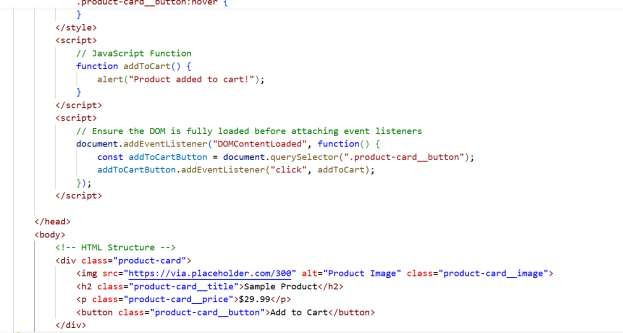 .product-card__button:hover {
}
</style>
<script>
// JavaScript Function
function addToCart() {
alert("Product added to cart!");
}
</script>
<script>
// Ensure the DOM is fully loaded before attaching event listeners
document.addEventListener("DOMContentLoaded", function() {
const addToCartButton = document.querySelector(".product-card__button");
addToCartButton.addEventListener("click", addToCart);
});
</script>
</head>
<body>
<!-- HTML Structure -->
<div class="product-card">
<img src="https://via.placeholder.com/300" alt="Product Image" class="product-card__image">
<h2 class="product-card__title">Sample Product</h2>
<p class="product-card__price">$29.99</p>
<button class="product-card__button">Add to Cart</button>
</div>